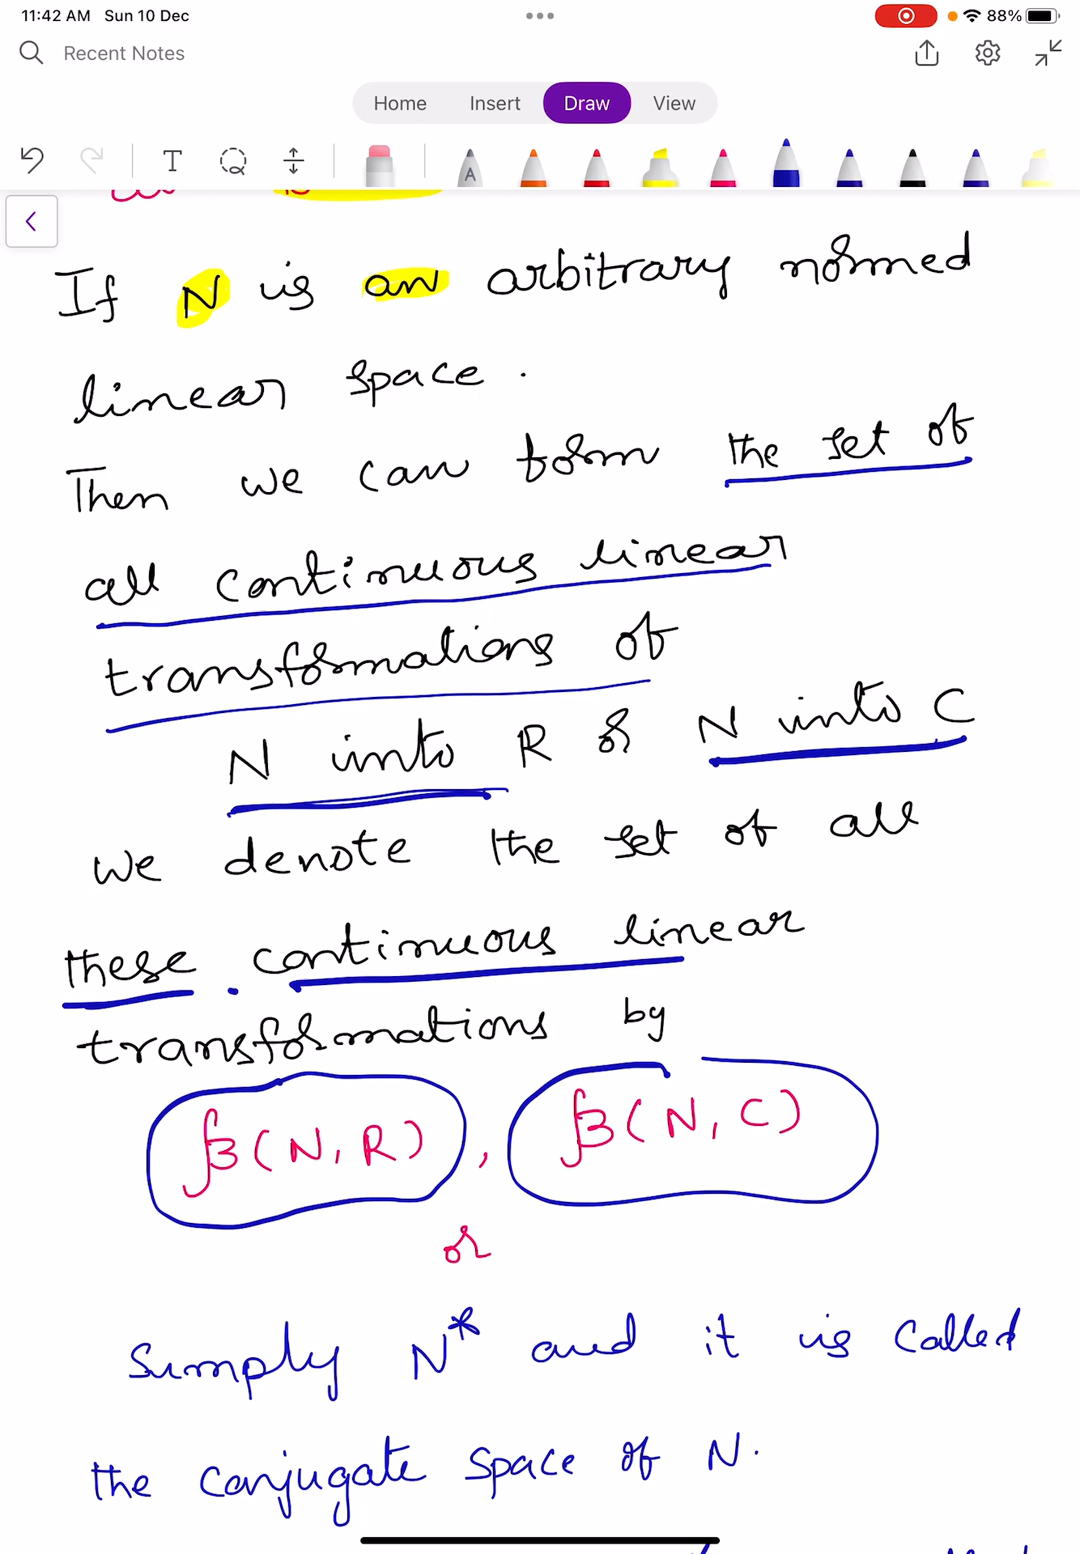 11:42 AM Sun 10 Dec
88%
Recent Notes
Home Insert Draw View
T
A
If N is an arbitrary normed
linear space.
Then we can form the set of
all continuous linear
transformations of
N into R or N into C
we denote the set of all
these continuous linear
transformations by
β(N, R), β(N, C)
or
Simply N* and it is called
the conjugate space of N.